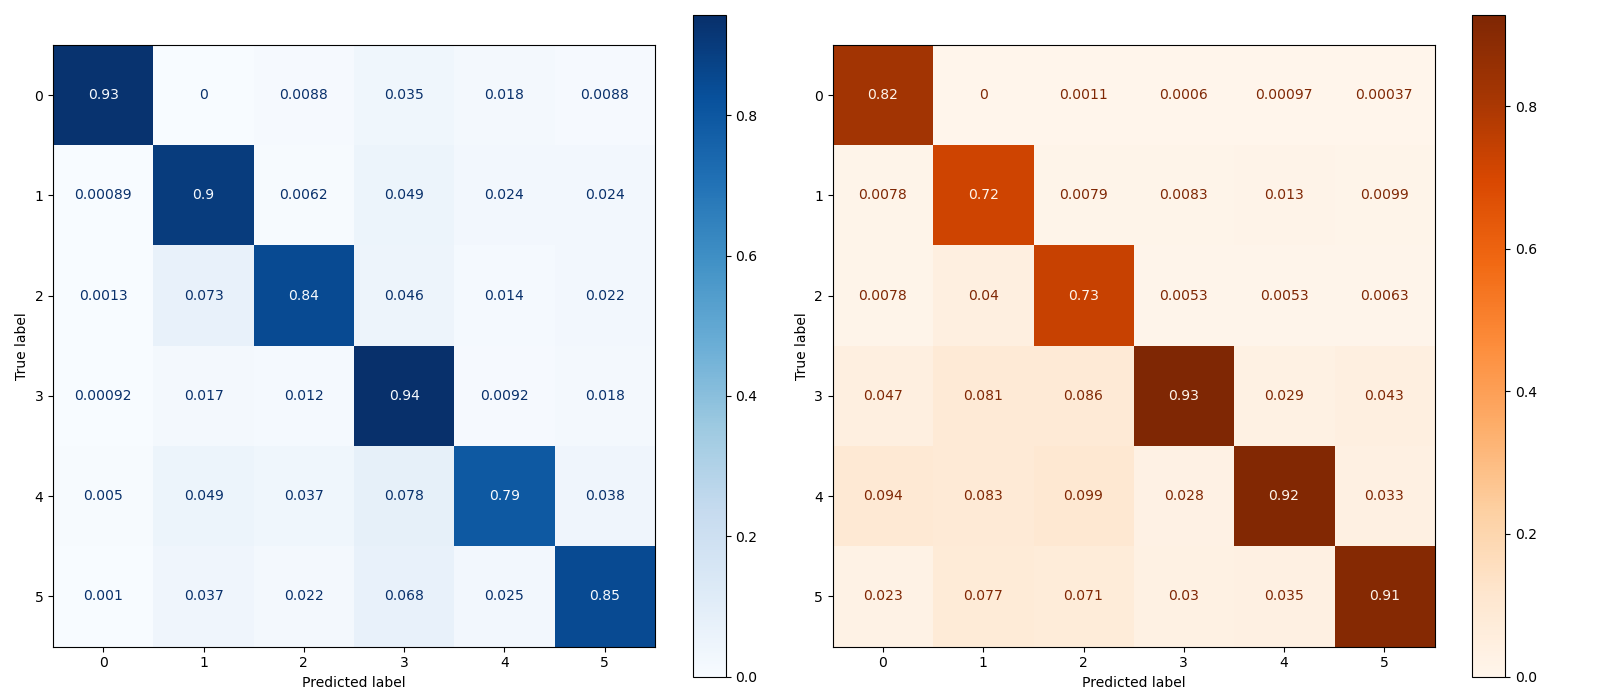 0 0.93 0 0.0088 0.035 0.018 0.0088
1 0.00089 0.9 0.0062 0.049 0.024 0.024
2 0.0013 0.073 0.84 0.046 0.014 0.022
3 0.00092 0.017 0.012 0.94 0.0092 0.018
4 0.005 0.049 0.037 0.078 0.79 0.038
5 0.001 0.037 0.022 0.068 0.025 0.85
0 1 2 3 4 5
True label
Predicted label
0.8
0.6
0.4
0.2
0.0
0 0.82 0 0.0011 0.0006 0.00097 0.00037
1 0.0078 0.72 0.0079 0.0083 0.013 0.0099
2 0.0078 0.04 0.73 0.0053 0.0053 0.0063
3 0.047 0.081 0.086 0.93 0.029 0.043
4 0.094 0.083 0.099 0.028 0.92 0.033
5 0.023 0.077 0.071 0.03 0.035 0.91
0 1 2 3 4 5
True label
Predicted label
0.8
0.6
0.4
0.2
0.0